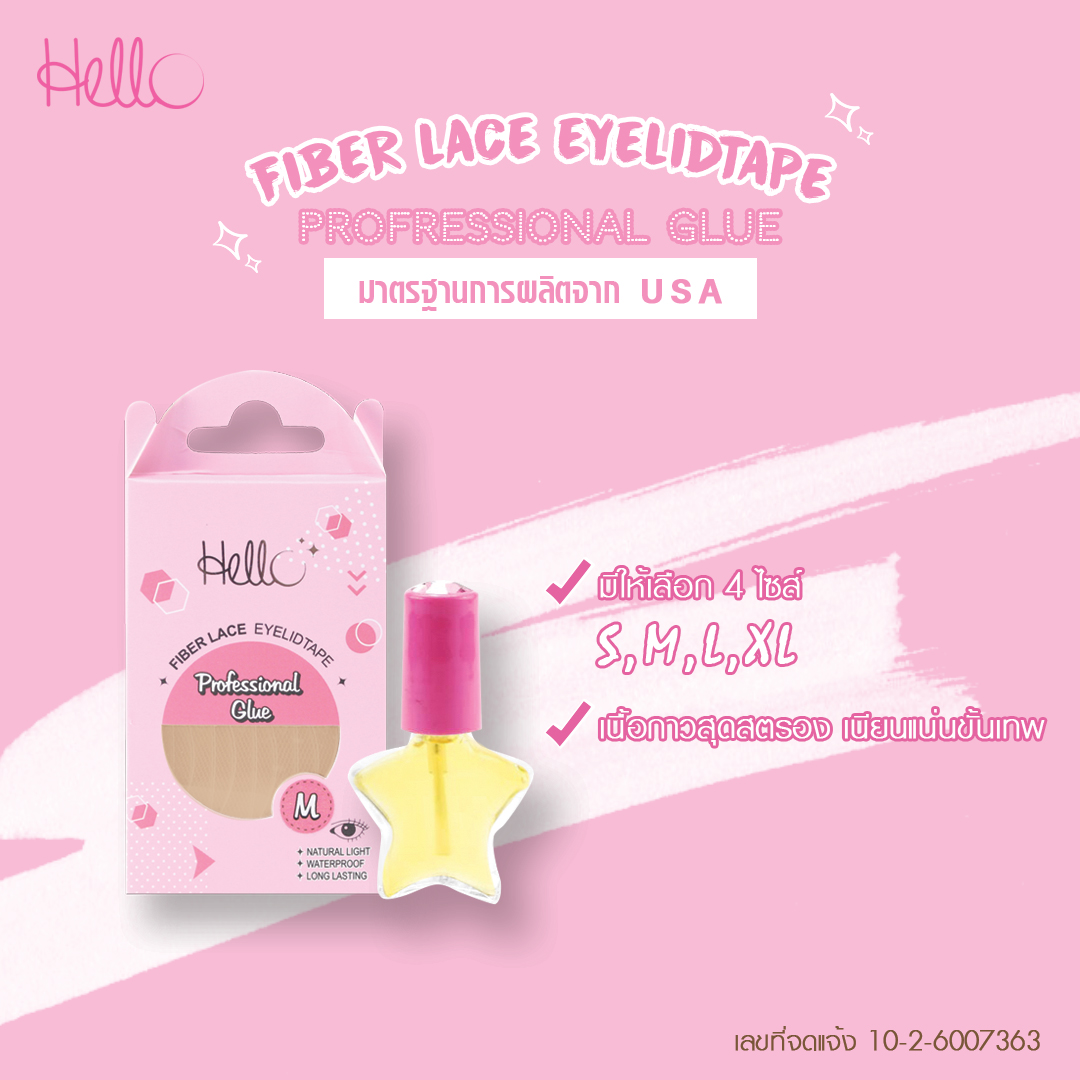 Hello
FIBER LACE EYELIDTAPE
PROFRESSIONAL GLUE
มาตรฐานการผลิตจาก USA
Hello
FIBER LACE EYELIDTAPE
Professional
Glue
M
+ NATURAL LIGHT
+ WATERPROOF
+ LONG LASTING
มีให้เลือก 4 ไซส์
S,M,L,XL
เนื้อกาวสุดสตรอง เนียนแน่นขั้นเทพ
เลขที่จดแจ้ง 10-2-6007363